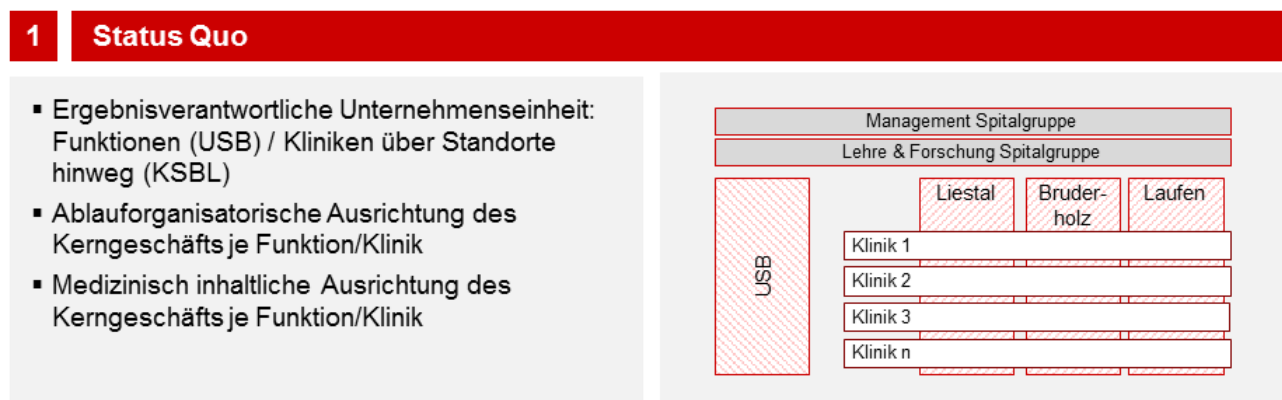 1 Status Quo
▪ Ergebnisverantwortliche Unternehmenseinheit:
Funktionen (USB) / Kliniken über Standorte
hinweg (KSBL)
▪ Ablauforganisatorische Ausrichtung des
Kerngeschäfts je Funktion/Klinik
▪ Medizinisch inhaltliche Ausrichtung des
Kerngeschäfts je Funktion/Klinik
Management Spitalgruppe
Lehre & Forschung Spitalgruppe
USB
Liestal
Bruder-
holz
Laufen
Klinik 1
Klinik 2
Klinik 3
Klinik n